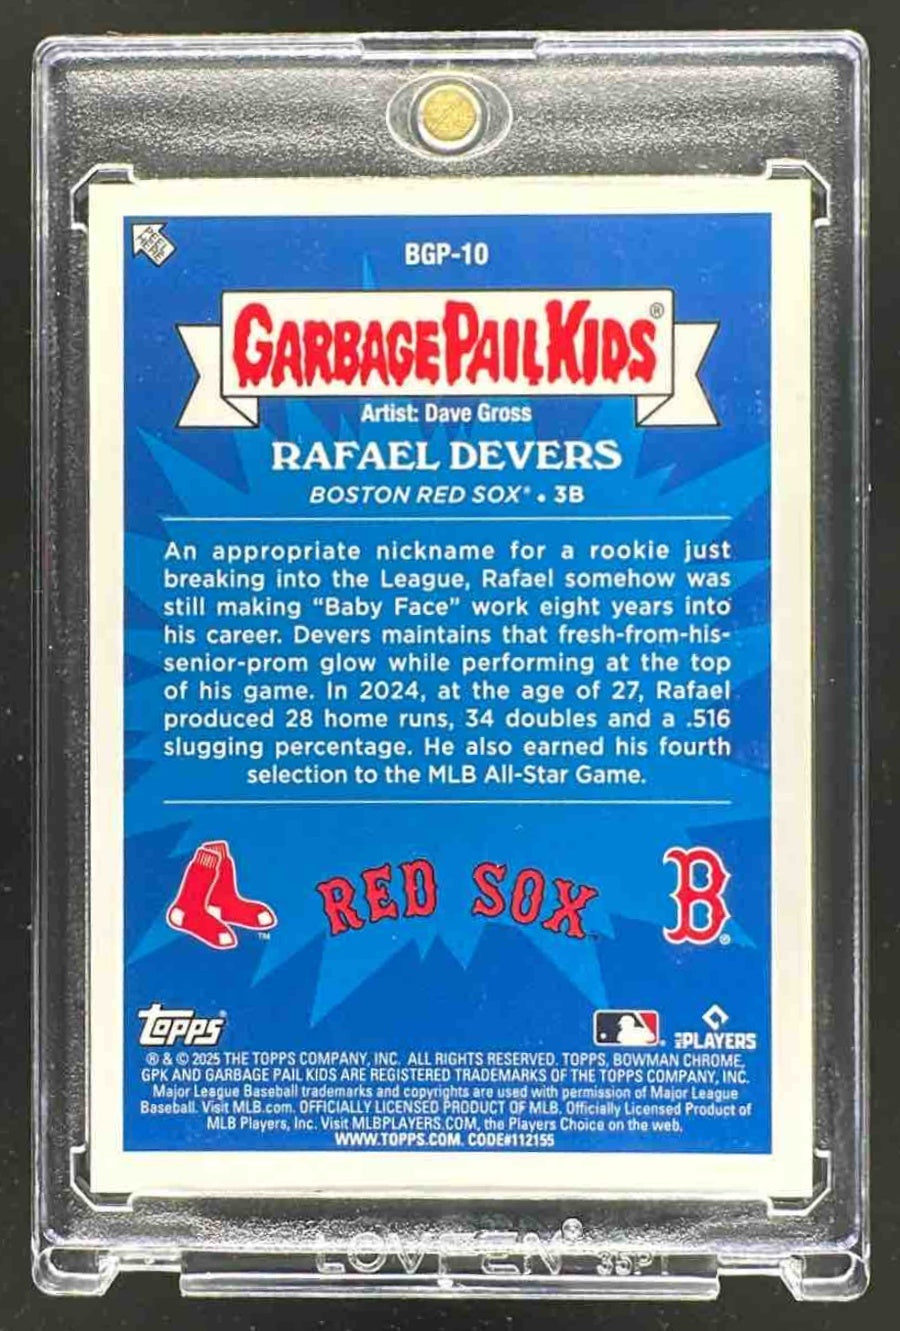 PEEL HERE
BGP-10
GARBAGE PAIL KIDS®
Artist: Dave Gross
RAFAEL DEVERS
BOSTON RED SOX® • 3B
An appropriate nickname for a rookie just
breaking into the League, Rafael somehow was
still making “Baby Face” work eight years into
his career. Devers maintains that fresh-from-his-
senior-prom glow while performing at the top
of his game. In 2024, at the age of 27, Rafael
produced 28 home runs, 34 doubles and a .516
slugging percentage. He also earned his fourth
selection to the MLB All-Star Game.
™ RED SOX™ B®
Topps MLB PLAYERS
® & © 2025 THE TOPPS COMPANY, INC. ALL RIGHTS RESERVED. TOPPS, BOWMAN CHROME,
GPK AND GARBAGE PAIL KIDS ARE REGISTERED TRADEMARKS OF THE TOPPS COMPANY, INC.
Major League Baseball trademarks and copyrights are used with permission of Major League
Baseball. Visit MLB.com. OFFICIALLY LICENSED PRODUCT OF MLB. Officially Licensed Product of
MLB Players, Inc. Visit MLBPLAYERS.COM, the Players Choice on the web.
WWW.TOPPS.COM. CODE#112155
35PT